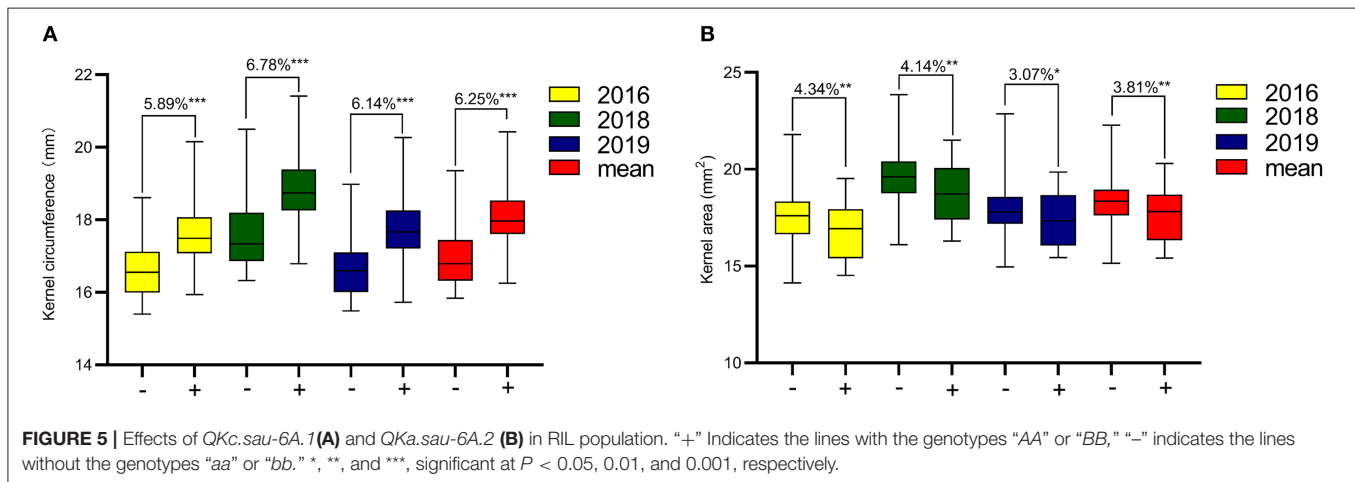 A
Kernel circumference (mm)
22
20
18
16
14
5.89%***
6.78%***
6.14%***
6.25%***
- + - + - + - +
2016
2018
2019
mean
B
Kernel area (mm²)
25
20
15
10
4.34%**
4.14%**
3.07%*
3.81%**
- + - + - + - +
2016
2018
2019
mean
FIGURE 5 | Effects of QKc.sau-6A.1(A) and QKa.sau-6A.2 (B) in RIL population. “+” Indicates the lines with the genotypes “AA” or “BB,” “–” indicates the lines
without the genotypes “aa” or “bb.” *, **, and ***, significant at P < 0.05, 0.01, and 0.001, respectively.